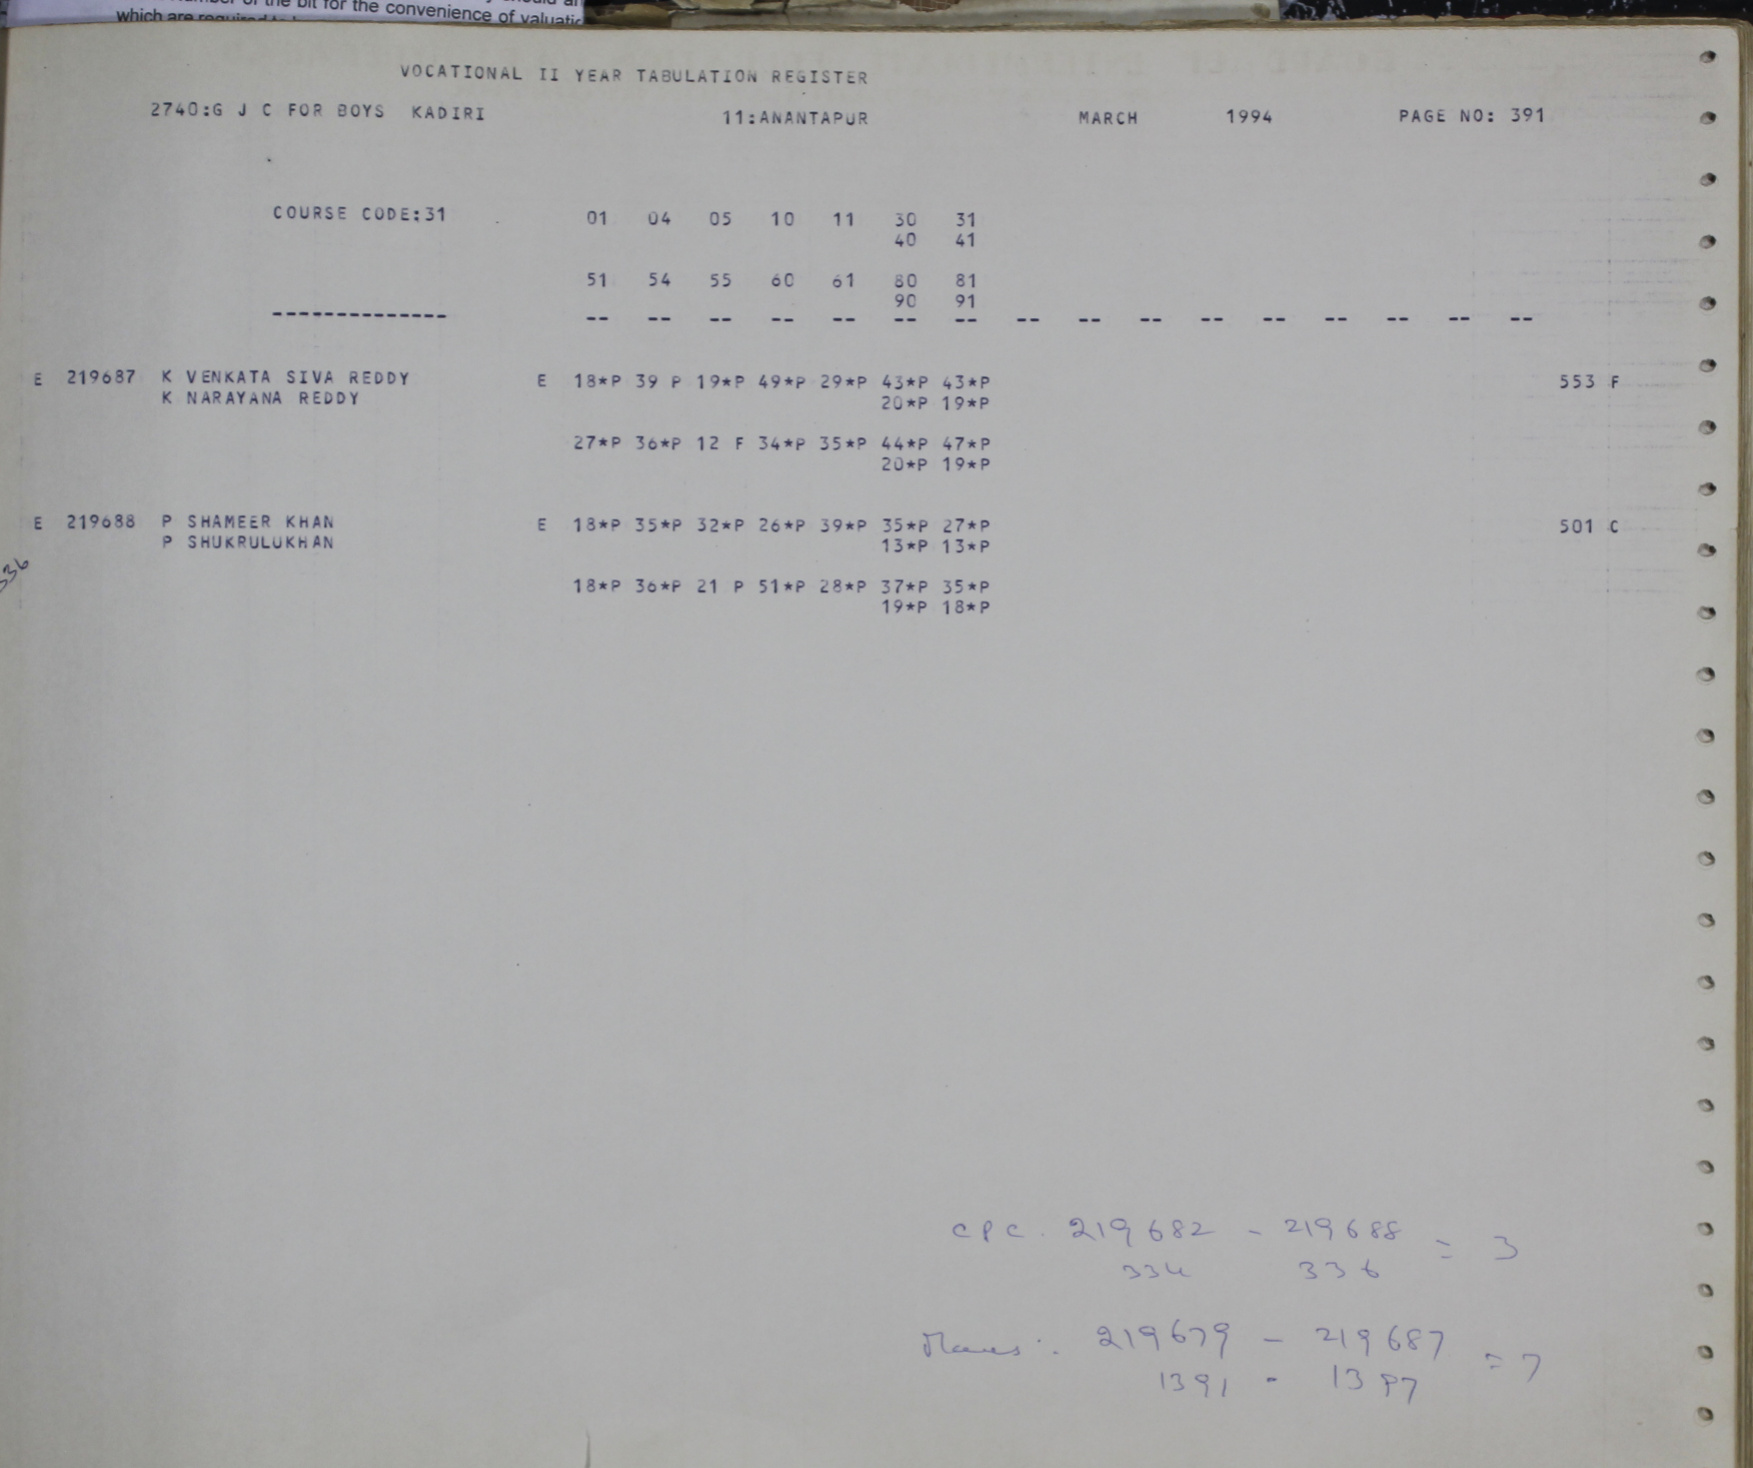 number of the bit for the convenience of valuatic
which are required
VOCATIONAL II YEAR TABULATION REGISTER
2740:G J C FOR BOYS KADIRI 11:ANANTAPUR MARCH 1994 PAGE NO: 391
COURSE CODE:31 01 04 05 10 11 30 31
40 41
51 54 55 60 61 80 81
90 91
-------------- -- -- -- -- -- -- -- -- -- -- -- -- -- -- -- --
E 219687 K VENKATA SIVA REDDY E 18*P 39 P 19*P 49*P 29*P 43*P 43*P 553 F
K NARAYANA REDDY 20*P 19*P
27*P 36*P 12 F 34*P 35*P 44*P 47*P
20*P 19*P
E 219688 P SHAMEER KHAN E 18*P 35*P 32*P 26*P 39*P 35*P 27*P 501 C
P SHUKRULUKHAN 13*P 13*P
336
18*P 36*P 21 P 51*P 28*P 37*P 35*P
19*P 18*P
CPC. 219682 - 219688 = 3
334 336
219679 - 219687 = 7
1391 - 1397